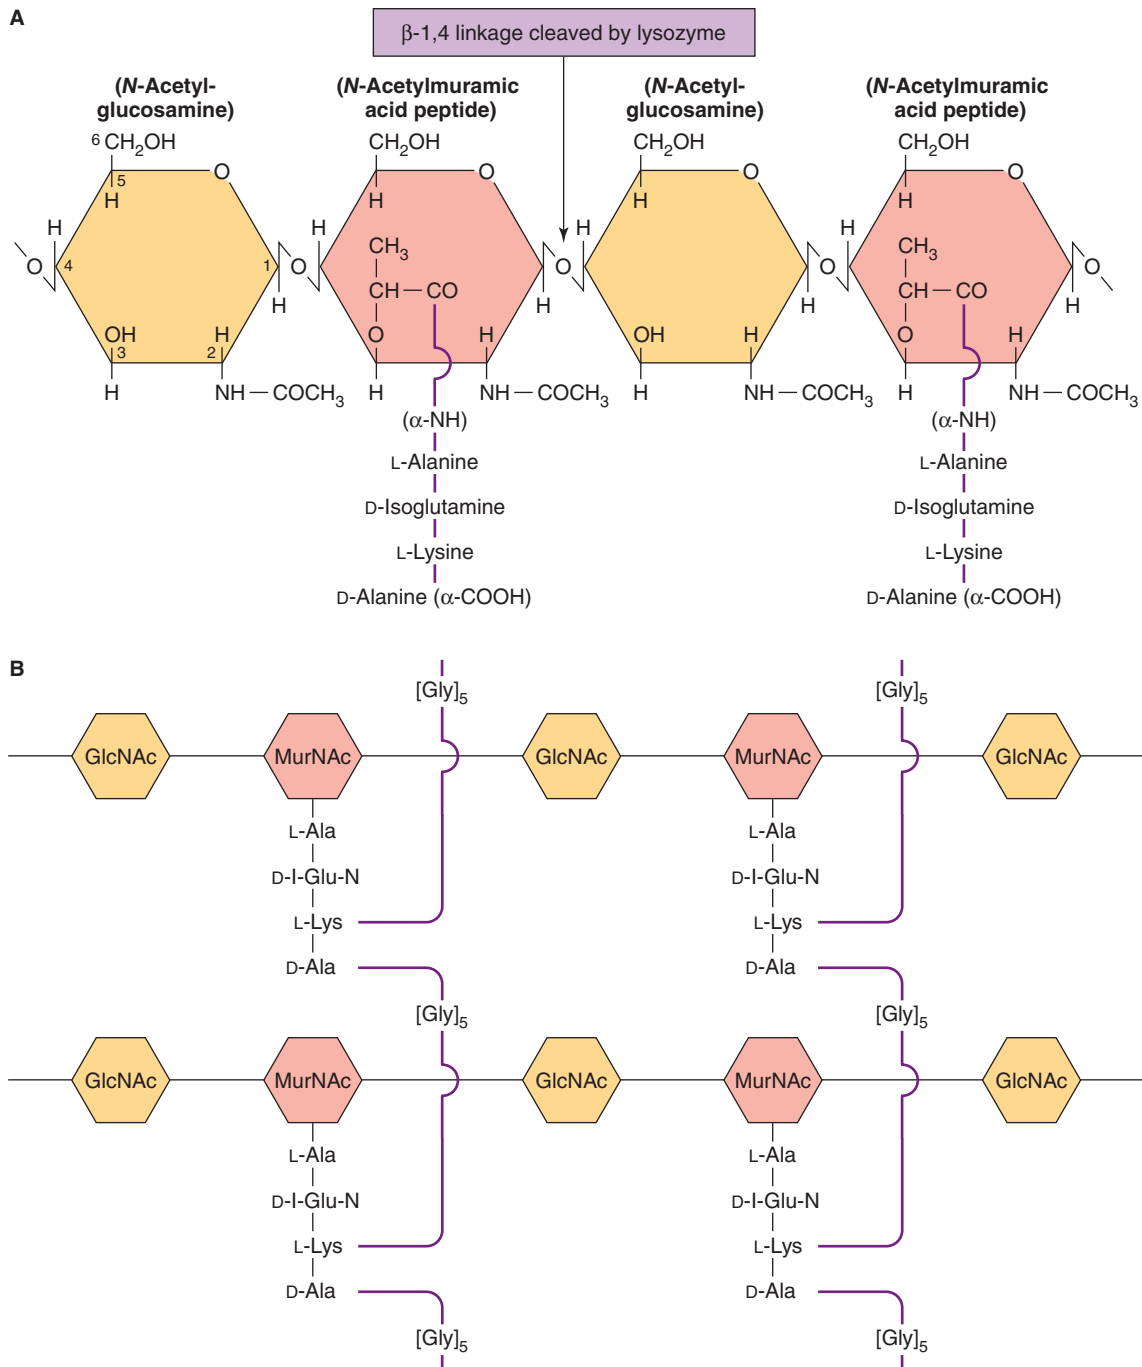 A
β-1,4 linkage cleaved by lysozyme
(N-Acetyl-
glucosamine)
(N-Acetylmuramic
acid peptide)
(N-Acetyl-
glucosamine)
(N-Acetylmuramic
acid peptide)
6 CH2OH CH2OH CH2OH CH2OH
5 O O O O
H H H H
H H H H
O 4 1 O O O O
H H H H
CH3 CH3
CH — CO CH — CO
OH H O H OH H O H
3 2
H NH — COCH3 H NH — COCH3 H NH — COCH3 H NH — COCH3
(α-NH) (α-NH)
L-Alanine L-Alanine
D-Isoglutamine D-Isoglutamine
L-Lysine L-Lysine
D-Alanine (α-COOH) D-Alanine (α-COOH)
B
[Gly]5 [Gly]5
GlcNAc MurNAc GlcNAc MurNAc GlcNAc
L-Ala L-Ala
D-I-Glu-N D-I-Glu-N
L-Lys L-Lys
D-Ala D-Ala
[Gly]5 [Gly]5
GlcNAc MurNAc GlcNAc MurNAc GlcNAc
L-Ala L-Ala
D-I-Glu-N D-I-Glu-N
L-Lys L-Lys
D-Ala D-Ala
[Gly]5 [Gly]5